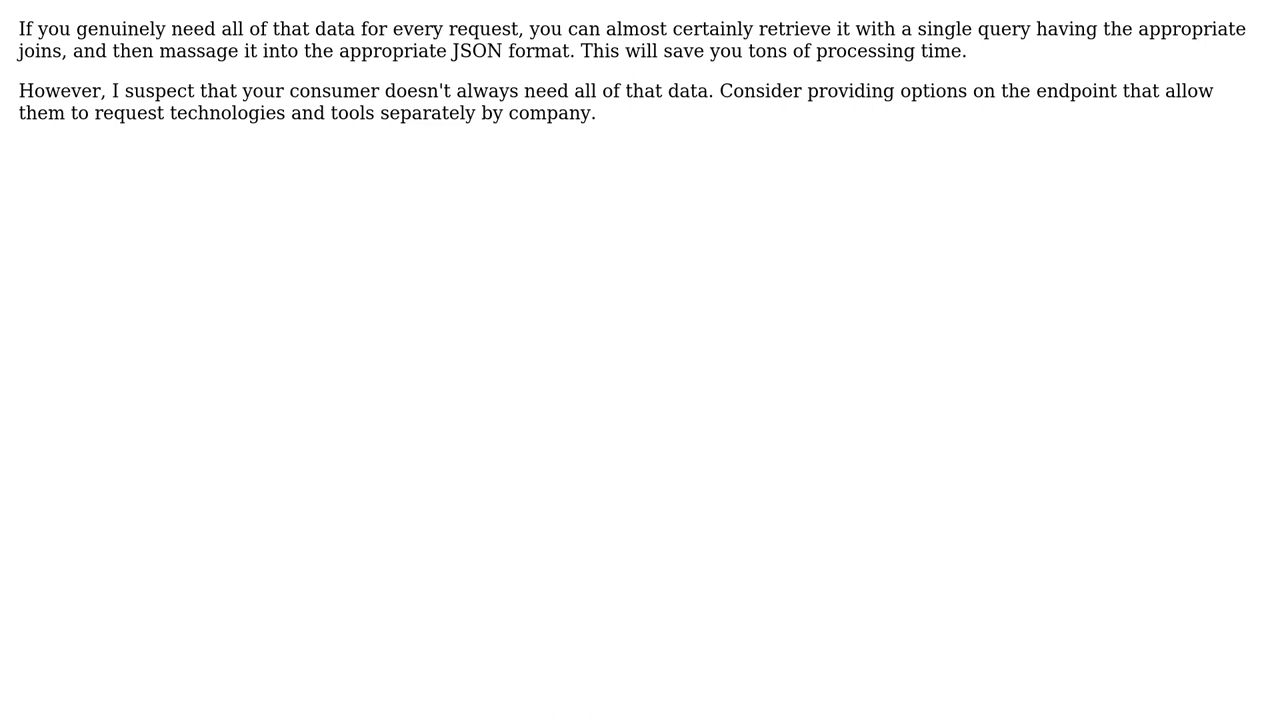 If you genuinely need all of that data for every request, you can almost certainly retrieve it with a single query having the appropriate
joins, and then massage it into the appropriate JSON format. This will save you tons of processing time.
However, I suspect that your consumer doesn't always need all of that data. Consider providing options on the endpoint that allow
them to request technologies and tools separately by company.